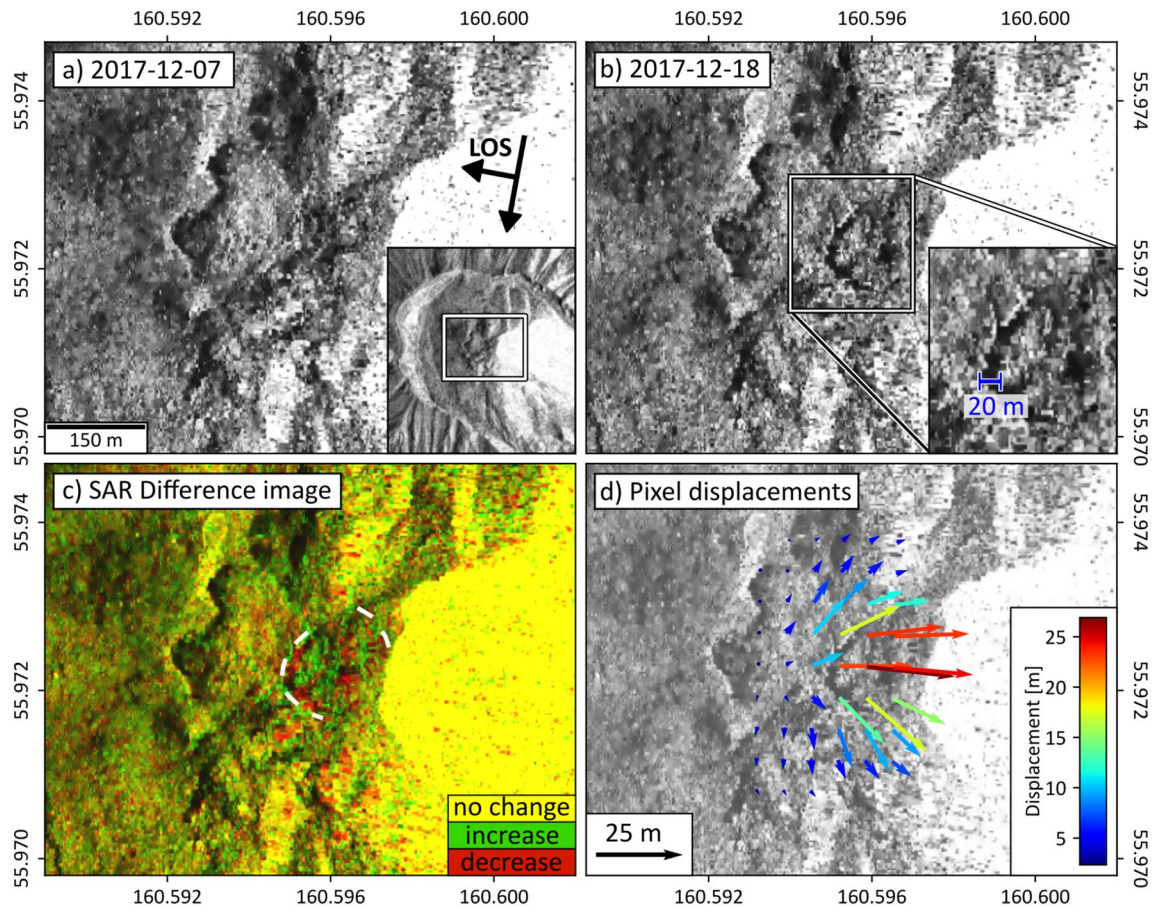 160.592 160.596 160.600 160.592 160.596 160.600
a) 2017-12-07
b) 2017-12-18
55.974
55.974
LOS
55.972
55.972
20 m
55.970
55.970
150 m
c) SAR Difference image
d) Pixel displacements
55.974
55.974
55.972
55.972
25
20
15
10
5
Displacement [m]
no change
increase
decrease
25 m
55.970
55.970
160.592 160.596 160.600 160.592 160.596 160.600